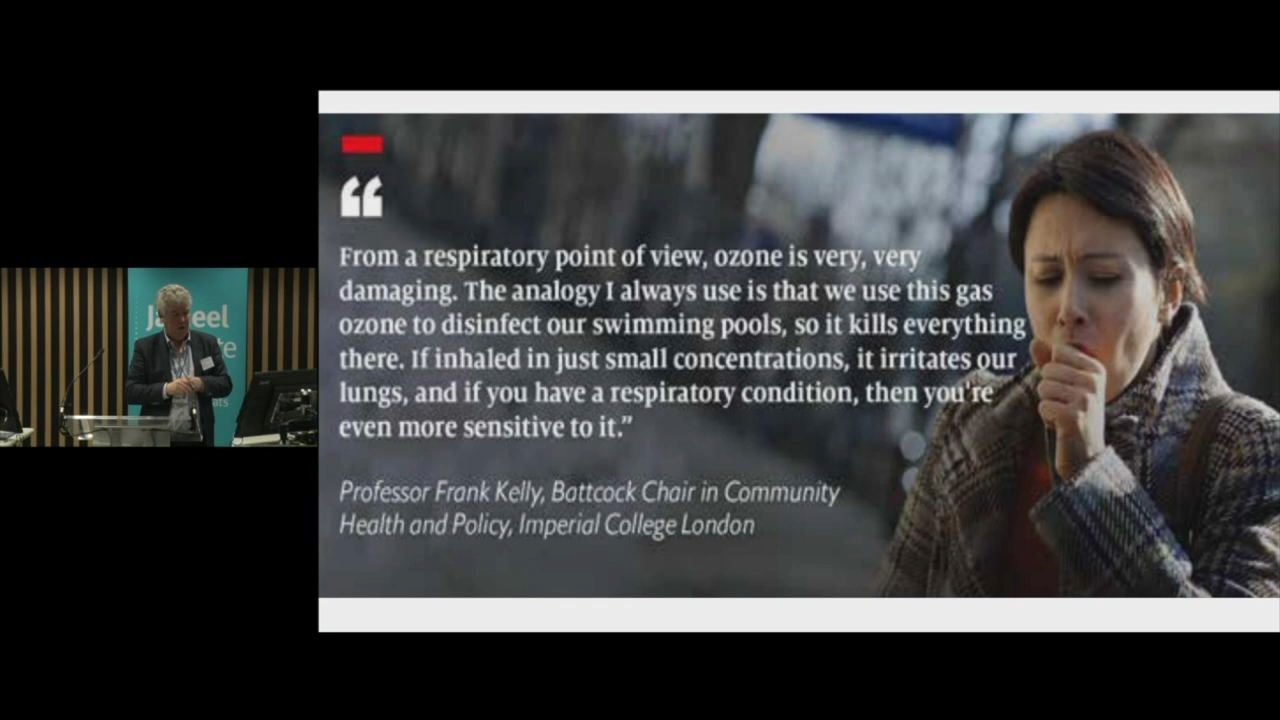 “
From a respiratory point of view, ozone is very, very
damaging. The analogy I always use is that we use this gas
ozone to disinfect our swimming pools, so it kills everything
there. If inhaled in just small concentrations, it irritates our
lungs, and if you have a respiratory condition, then you're
even more sensitive to it.”
Professor Frank Kelly, Battcock Chair in Community
Health and Policy, Imperial College London